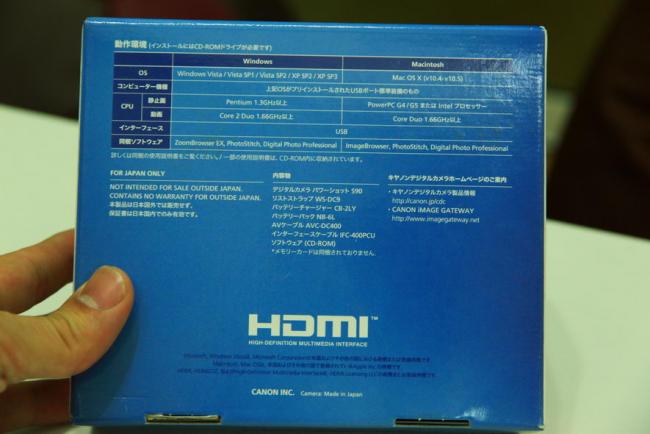 動作環境 (インストールにはCD-ROMドライブが必要です)
Windows Macintosh
OS Windows Vista / Vista SP1 / Vista SP2 / XP SP2 / XP SP3 Mac OS X (v10.4-v10.5)
コンピューター機種 上記OSがプリインストールされたUSBポート標準装備のもの
CPU 静止画 Pentium 1.3GHz以上 PowerPC G4 / G5 または Intel プロセッサー
動画 Core 2 Duo 1.66GHz以上 Core Duo 1.66GHz以上
インターフェース USB
同梱ソフトウェア ZoomBrowser EX, PhotoStitch, Digital Photo Professional ImageBrowser, PhotoStitch, Digital Photo Professional
詳しくは同梱の使用説明書をご覧ください。/ 一部の使用説明書は、CD-ROM内に収納されています。
FOR JAPAN ONLY
NOT INTENDED FOR SALE OUTSIDE JAPAN.
CONTAINS NO WARRANTY FOR OUTSIDE JAPAN.
本製品は日本国外では販売せず、
保証書は日本国内でのみ有効です。
内容物
デジタルカメラ パワーショット S90
リストストラップ WS-DC9
バッテリーチャージャー CB-2LY
バッテリーパック NB-6L
AVケーブル AVC-DC400
インターフェースケーブル IFC-400PCU
ソフトウェア (CD-ROM)
*メモリーカードは同梱されておりません。
キヤノンデジタルカメラホームページのご案内
・キヤノンデジタルカメラ製品情報
http://canon.jp/cdc
・CANON iMAGE GATEWAY
http://www.imagegateway.net
HDMI™
HIGH-DEFINITION MULTIMEDIA INTERFACE
CANON INC. Camera: Made in Japan